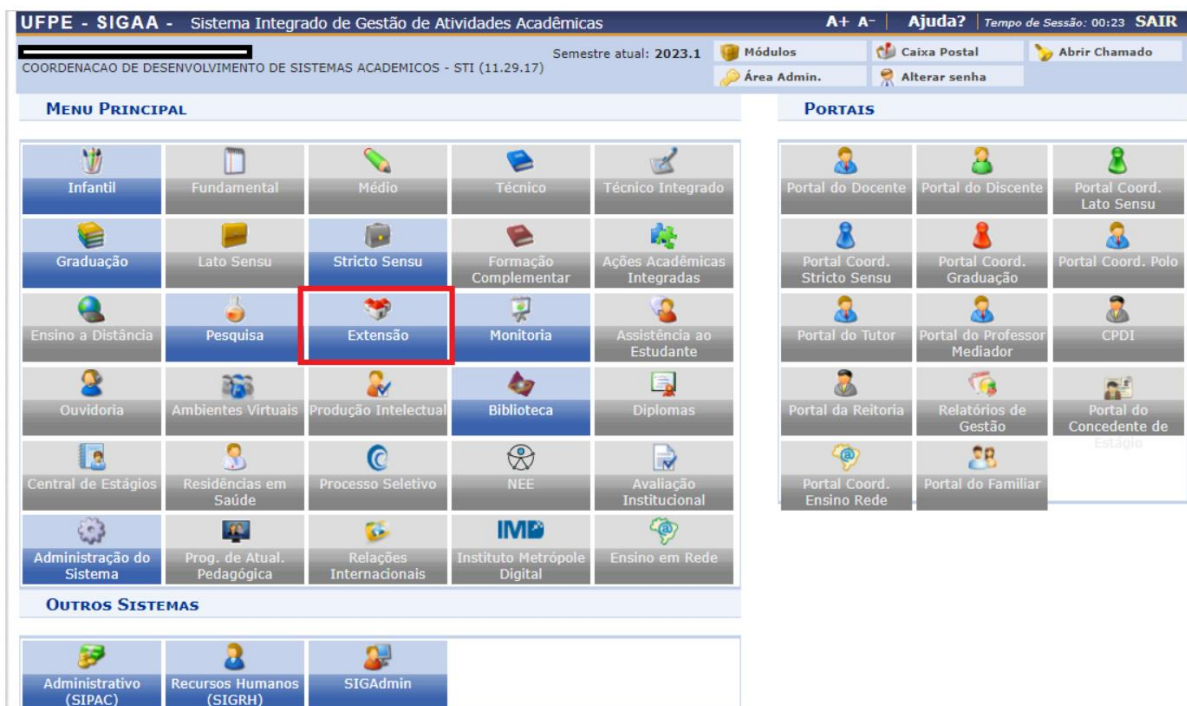 UFPE - SIGAA - Sistema Integrado de Gestão de Atividades Acadêmicas
A+ A- | Ajuda? | Tempo de Sessão: 00:23 SAIR
Semestre atual: 2023.1
COORDENACAO DE DESENVOLVIMENTO DE SISTEMAS ACADEMICOS - STI (11.29.17)
Módulos
Caixa Postal
Abrir Chamado
Área Admin.
Alterar senha
MENU PRINCIPAL
Infantil
Fundamental
Médio
Técnico
Técnico Integrado
Graduação
Lato Sensu
Stricto Sensu
Formação
Complementar
Ações Acadêmicas
Integradas
Ensino a Distância
Pesquisa
Extensão
Monitoria
Assistência ao
Estudante
Ouvidoria
Ambientes Virtuais
Produção Intelectual
Biblioteca
Diplomas
Central de Estágios
Residências em
Saúde
Processo Seletivo
NEE
Avaliação
Institucional
Administração do
Sistema
Prog. de Atual.
Pedagógica
Relações
Internacionais
IMD
Instituto Metrópole
Digital
Ensino em Rede
PORTAIS
Portal do Docente
Portal do Discente
Portal Coord.
Lato Sensu
Portal Coord.
Stricto Sensu
Portal Coord.
Graduação
Portal Coord. Polo
Portal do Tutor
Portal do Professor
Mediador
CPDI
Portal da Reitoria
Relatórios de
Gestão
Portal do
Concedente de
Estágio
Portal Coord.
Ensino Rede
Portal do Familiar
OUTROS SISTEMAS
Administrativo
(SIPAC)
Recursos Humanos
(SIGRH)
SIGAdmin